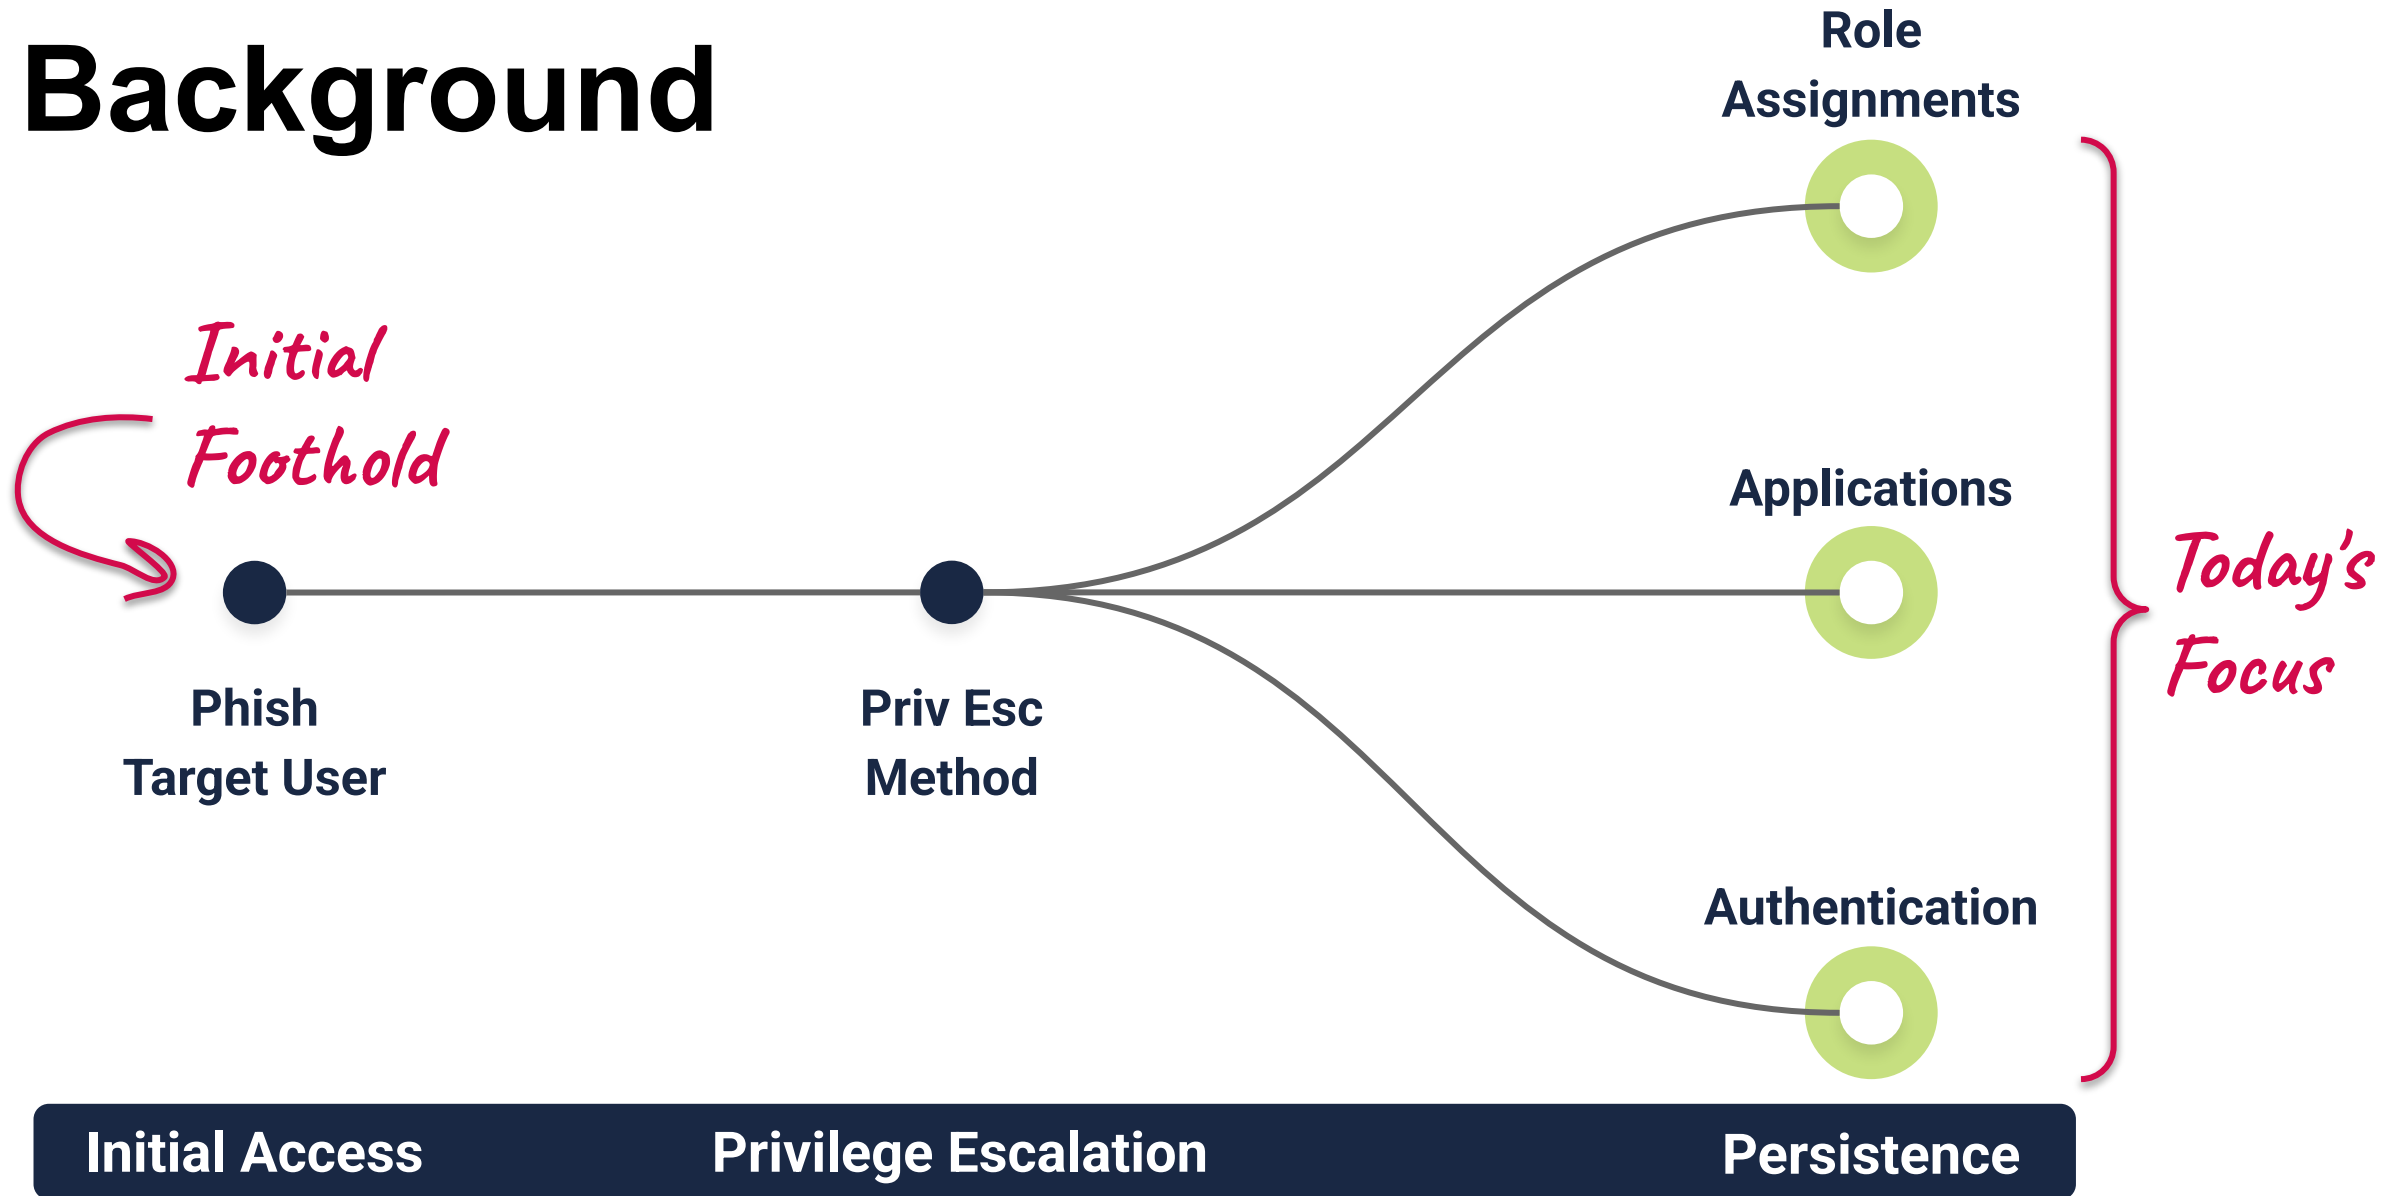 Background
Role
Assignments
Initial
Foothold
Applications
Today's
Focus
Phish
Target User
Priv Esc
Method
Authentication
Initial Access
Privilege Escalation
Persistence